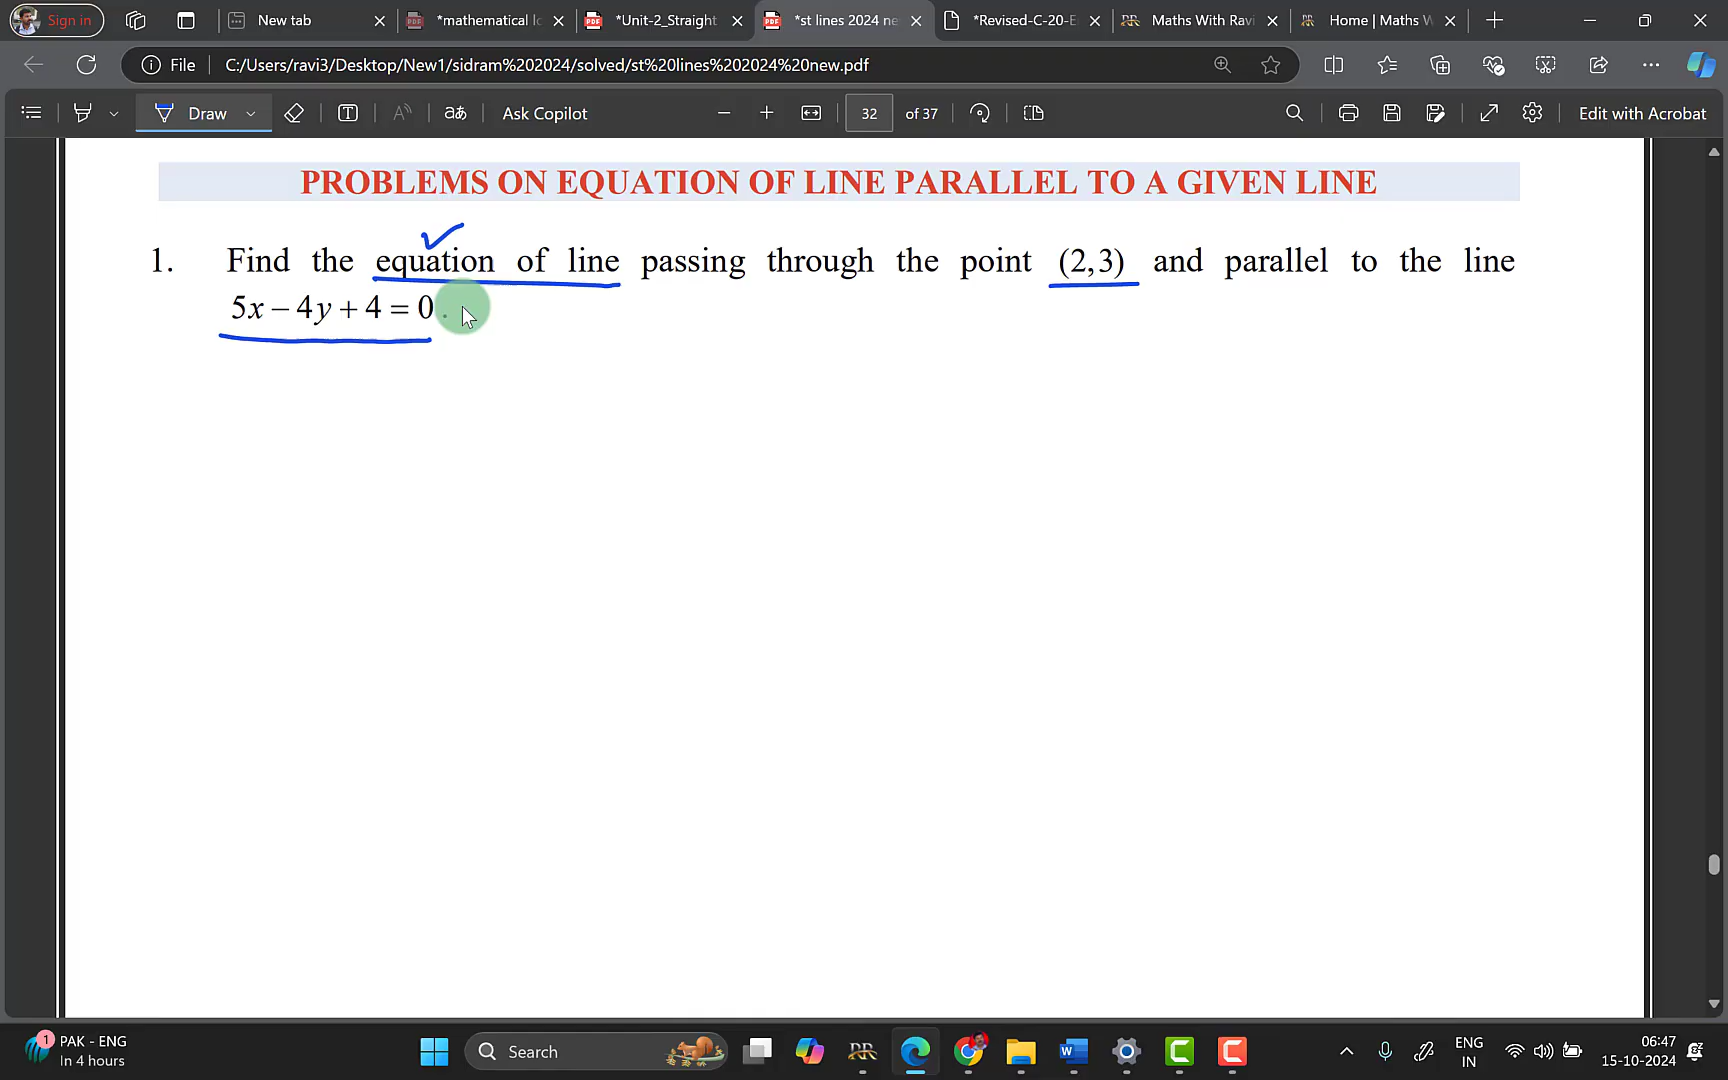 Sign in
New tab
*mathematical lo
*Unit-2_Straight
*st lines 2024 ne
*Revised-C-20-E
Maths With Ravi
Home | Maths W
File
C:/Users/ravi3/Desktop/New1/sidram%202024/solved/st%20lines%202024%20new.pdf
Draw
Ask Copilot
32 of 37
Edit with Acrobat
PROBLEMS ON EQUATION OF LINE PARALLEL TO A GIVEN LINE
1. Find the equation of line passing through the point (2,3) and parallel to the line
5x − 4y + 4 = 0.
1
PAK - ENG
In 4 hours
Search
ENG
IN
06:47
15-10-2024